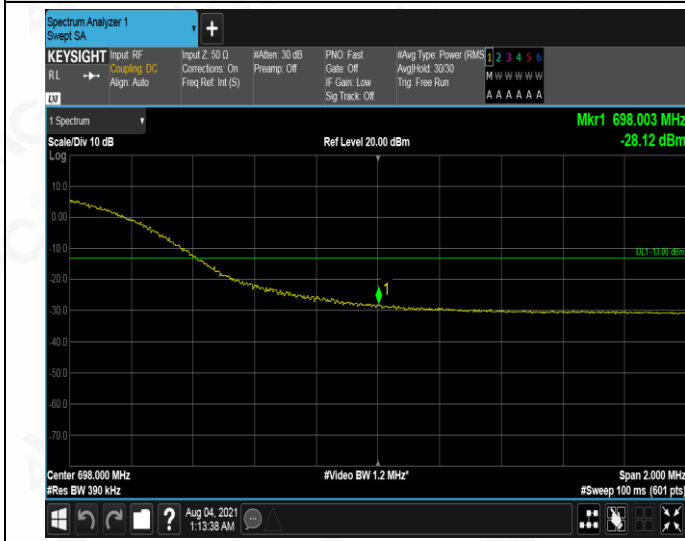 Spectrum Analyzer 1
Swept SA
+
KEYSIGHT Input: RF Input Z: 50 Ω #Atten: 30 dB PNO: Fast #Avg Type: Power (RMS 1 2 3 4 5 6
RL Coupling: DC Corrections: On Preamp: Off Gate: Off Avg|Hold: 30/30 M W W W W W
Align: Auto Freq Ref: Int (S) IF Gain: Low Trig: Free Run
LXI Sig Track: Off A A A A A A
1 Spectrum Mkr1 698.003 MHz
Scale/Div 10 dB Ref Level 20.00 dBm -28.12 dBm
Log
10.0
0.00
-10.0
DL1 -13.00 dBm
-20.0
1
-30.0
-40.0
-50.0
-60.0
-70.0
Center 698.000 MHz #Video BW 1.2 MHz* Span 2.000 MHz
#Res BW 390 kHz #Sweep 100 ms (601 pts)
? Aug 04, 2021
1:13:38 AM